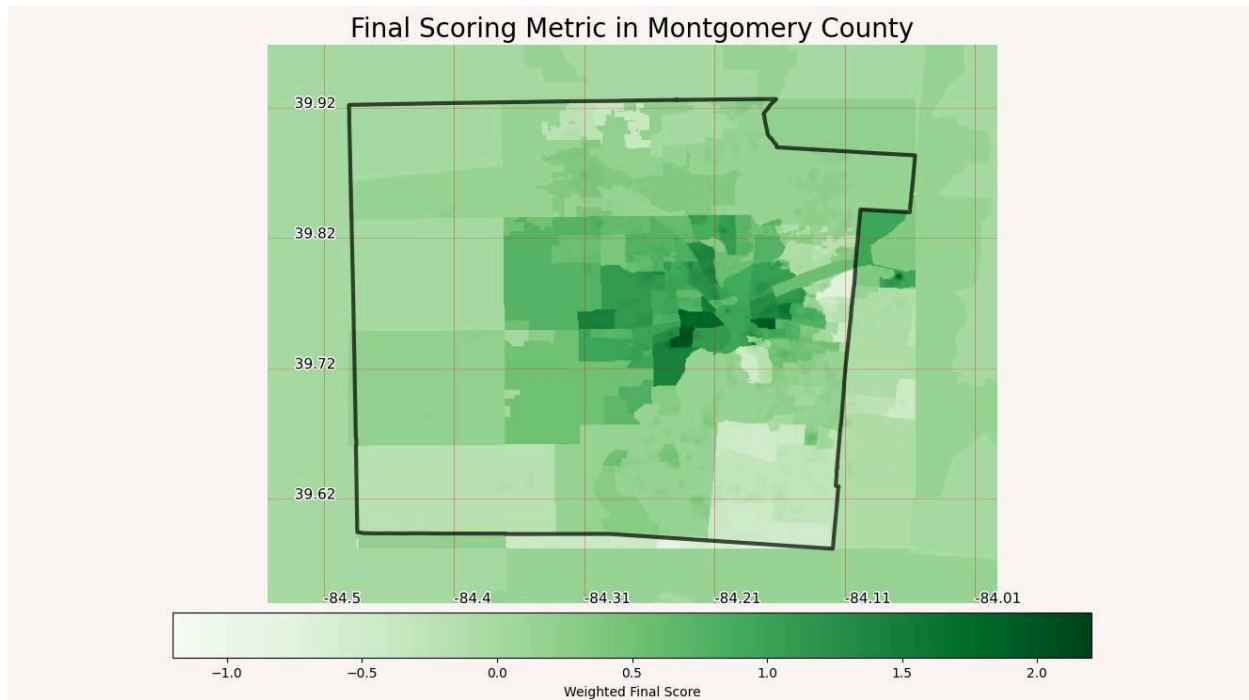 Final Scoring Metric in Montgomery County
39.92
39.82
39.72
39.62
-84.5 -84.4 -84.31 -84.21 -84.11 -84.01
−1.0 −0.5 0.0 0.5 1.0 1.5 2.0
Weighted Final Score